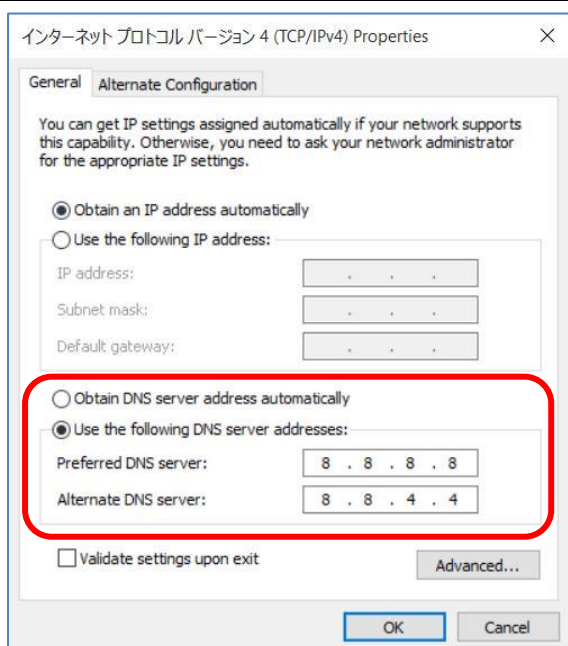 インターネット プロトコル バージョン 4 (TCP/IPv4) Properties
General
Alternate Configuration
You can get IP settings assigned automatically if your network supports
this capability. Otherwise, you need to ask your network administrator
for the appropriate IP settings.
Obtain an IP address automatically
Use the following IP address:
IP address: . . .
Subnet mask: . . .
Default gateway: . . .
Obtain DNS server address automatically
Use the following DNS server addresses:
Preferred DNS server: 8 . 8 . 8 . 8
Alternate DNS server: 8 . 8 . 4 . 4
Validate settings upon exit
Advanced...
OK Cancel